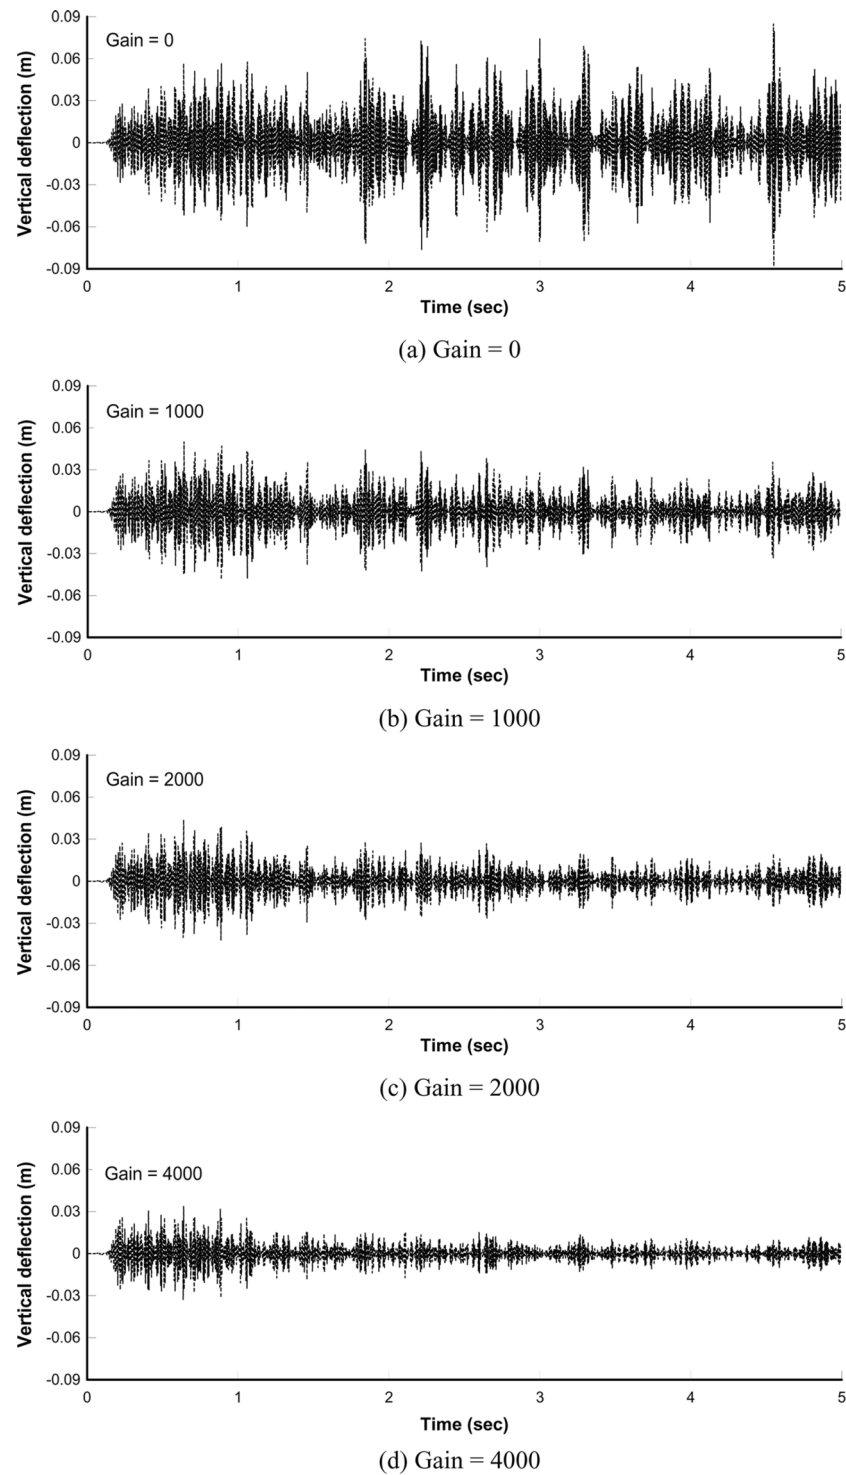 0.09
Gain = 0
0.06
0.03
0
-0.03
-0.06
-0.09
Vertical deflection (m)
0 1 2 3 4 5
Time (sec)
(a) Gain = 0
0.09
Gain = 1000
0.06
0.03
0
-0.03
-0.06
-0.09
Vertical deflection (m)
0 1 2 3 4 5
Time (sec)
(b) Gain = 1000
0.09
Gain = 2000
0.06
0.03
0
-0.03
-0.06
-0.09
Vertical deflection (m)
0 1 2 3 4 5
Time (sec)
(c) Gain = 2000
0.09
0.06
Gain = 4000
0.03
0
-0.03
-0.06
-0.09
Vertical deflection (m)
0 1 2 3 4 5
Time (sec)
(d) Gain = 4000